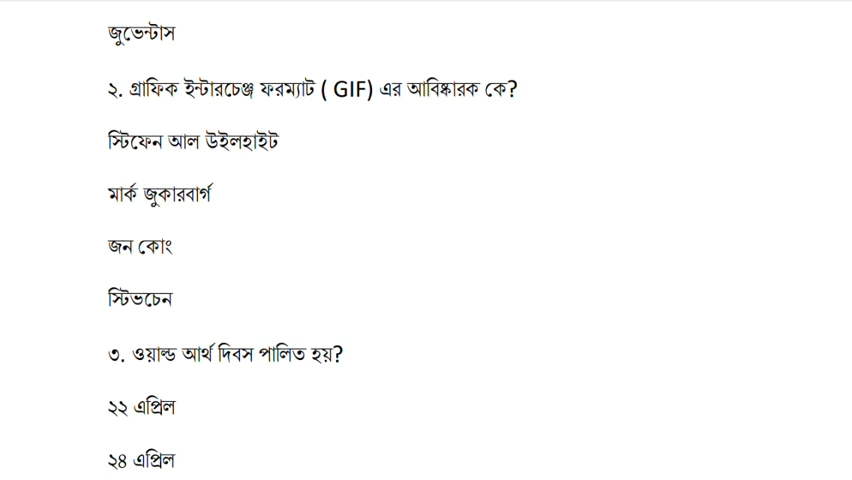 জুভেন্টাস
২. গ্রাফিক ইন্টারচেঞ্জ ফরম্যাট ( GIF) এর আবিষ্কারক কে?
স্টিফেন আল উইলহাইট
মার্ক জুকারবার্গ
জন কোং
স্টিভচেন
৩. ওয়াল্ড আর্থ দিবস পালিত হয়?
২২ এপ্রিল
২৪ এপ্রিল